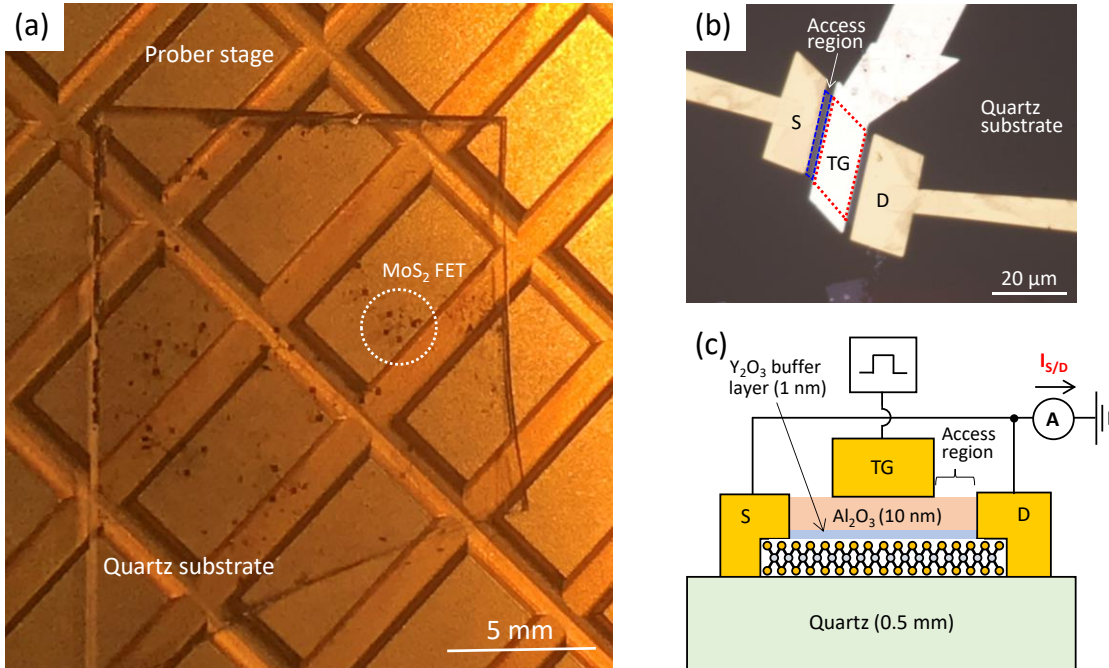 (a)
Prober stage
MoS₂ FET
Quartz substrate
5 mm
(b)
Access
region
S
TG
D
Quartz
substrate
20 μm
(c)
Y₂O₃ buffer
layer (1 nm)
I_S/D
A
Access
region
TG
S
Al₂O₃ (10 nm)
D
Quartz (0.5 mm)